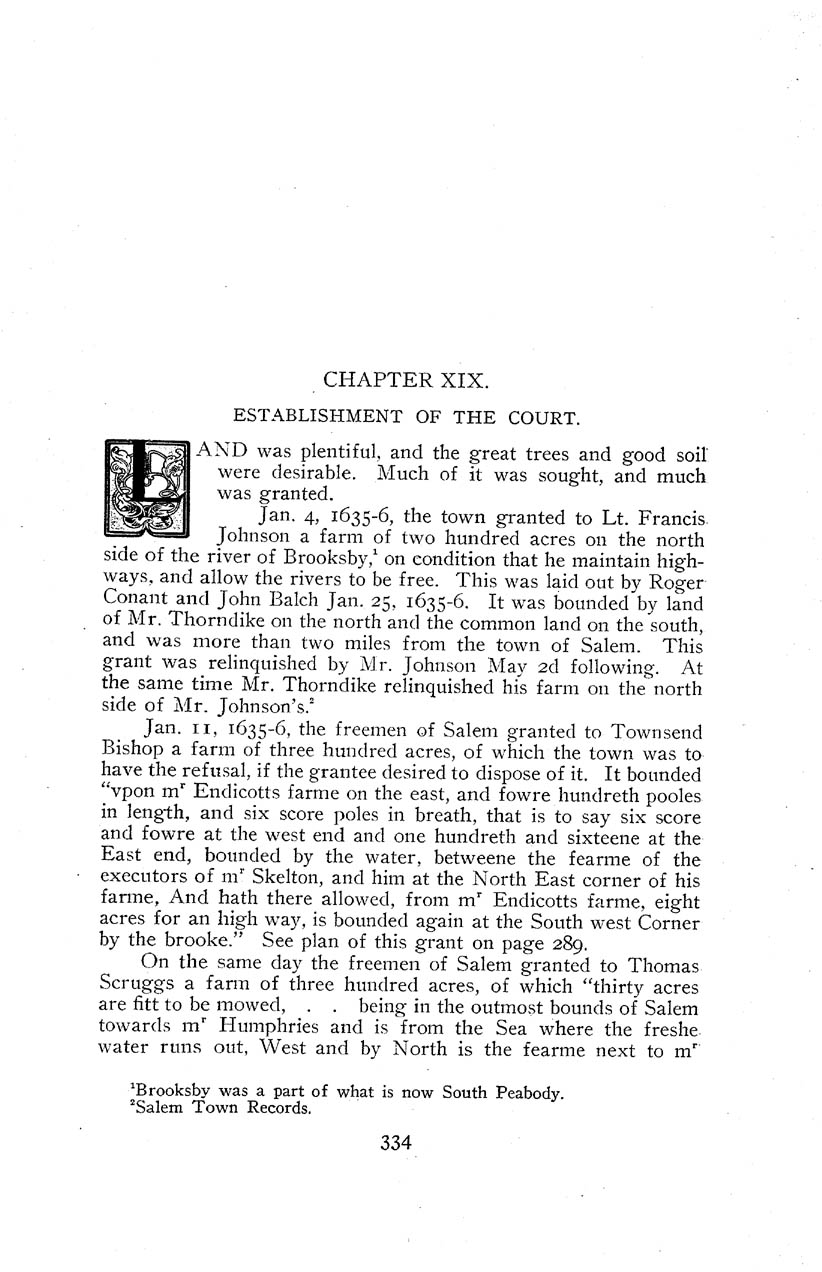 CHAPTER XIX.
ESTABLISHMENT OF THE COURT.
LAND was plentiful, and the great trees and good soil
were desirable. Much of it was sought, and much
was granted.
Jan. 4, 1635-6, the town granted to Lt. Francis
Johnson a farm of two hundred acres on the north
side of the river of Brooksby,¹ on condition that he maintain high-
ways, and allow the rivers to be free. This was laid out by Roger
Conant and John Balch Jan. 25, 1635-6. It was bounded by land
of Mr. Thorndike on the north and the common land on the south,
and was more than two miles from the town of Salem. This
grant was relinquished by Mr. Johnson May 2d following. At
the same time Mr. Thorndike relinquished his farm on the north
side of Mr. Johnson's.²
Jan. 11, 1635-6, the freemen of Salem granted to Townsend
Bishop a farm of three hundred acres, of which the town was to
have the refusal, if the grantee desired to dispose of it. It bounded
“vpon mʳ Endicotts farme on the east, and fowre hundreth pooles
in length, and six score poles in breath, that is to say six score
and fowre at the west end and one hundreth and sixteene at the
East end, bounded by the water, betweene the fearme of the
executors of mʳ Skelton, and him at the North East corner of his
farme, And hath there allowed, from mʳ Endicotts farme, eight
acres for an high way, is bounded again at the South west Corner
by the brooke.” See plan of this grant on page 289.
On the same day the freemen of Salem granted to Thomas
Scruggs a farm of three hundred acres, of which “thirty acres
are fitt to be mowed, . . being in the outmost bounds of Salem
towards mʳ Humphries and is from the Sea where the freshe
water runs out, West and by North is the fearme next to mʳ
¹Brooksby was a part of what is now South Peabody.
²Salem Town Records.
334